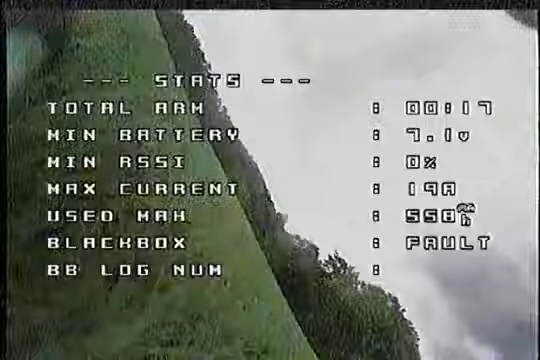 --- STATS ---
TOTAL ARM : 00:17
MIN BATTERY : 7.1V
MIN RSSI : 0%
MAX CURRENT : 19A
USED MAH : 558mAh
BLACKBOX : FAULT
BB LOG NUM :